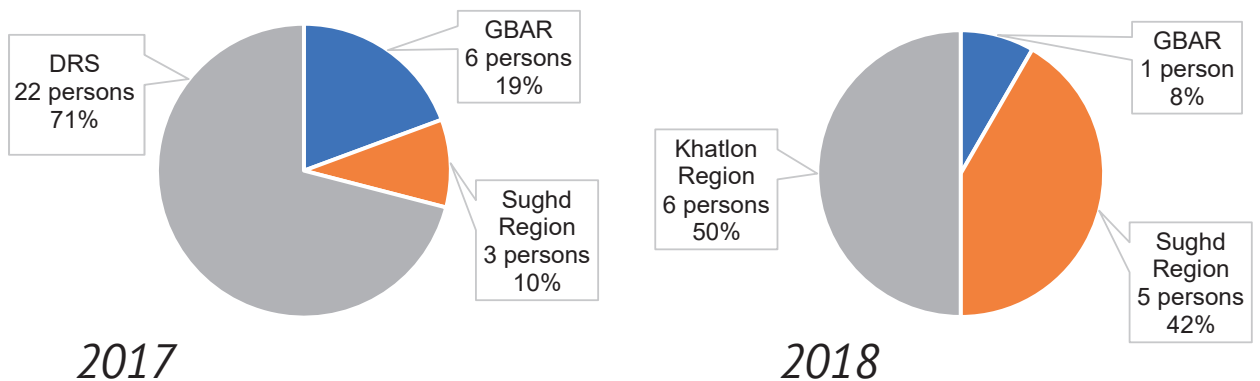 DRS
22 persons
71%
GBAR
6 persons
19%
Sughd
Region
3 persons
10%
2017
GBAR
1 person
8%
Khatlon
Region
6 persons
50%
Sughd
Region
5 persons
42%
2018